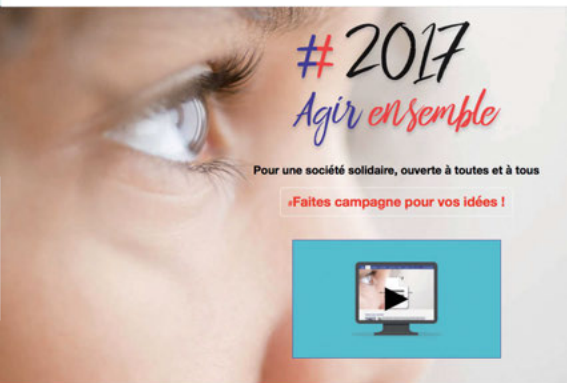 # 2017
Agir ensemble
Pour une société solidaire, ouverte à toutes et à tous
#Faites campagne pour vos idées !